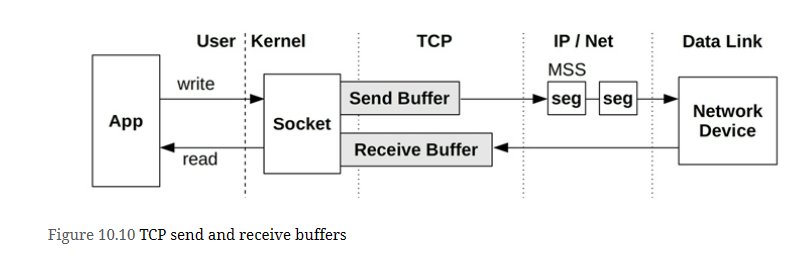 User Kernel TCP IP / Net Data Link
MSS
write
Send Buffer
seg seg
App
Socket
Network
Device
Receive Buffer
read
Figure 10.10 TCP send and receive buffers